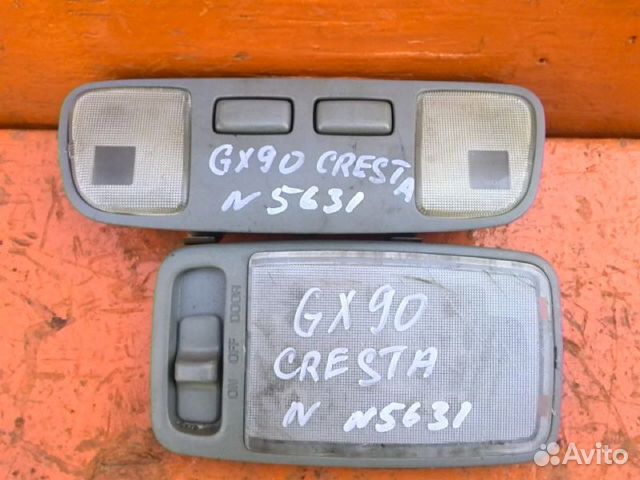 GX90 CRESTA
N 5631
GX90
CRESTA
N N5631
ON OFF DOOR
Avito